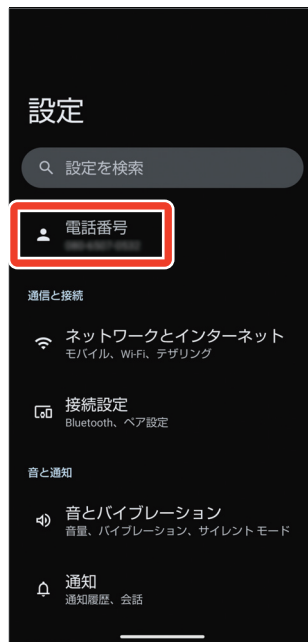 設定
設定を検索
電話番号
通信と接続
ネットワークとインターネット
モバイル、Wi-Fi、テザリング
接続設定
Bluetooth、ペア設定
音と通知
音とバイブレーション
音量、バイブレーション、サイレント モード
通知
通知履歴、会話